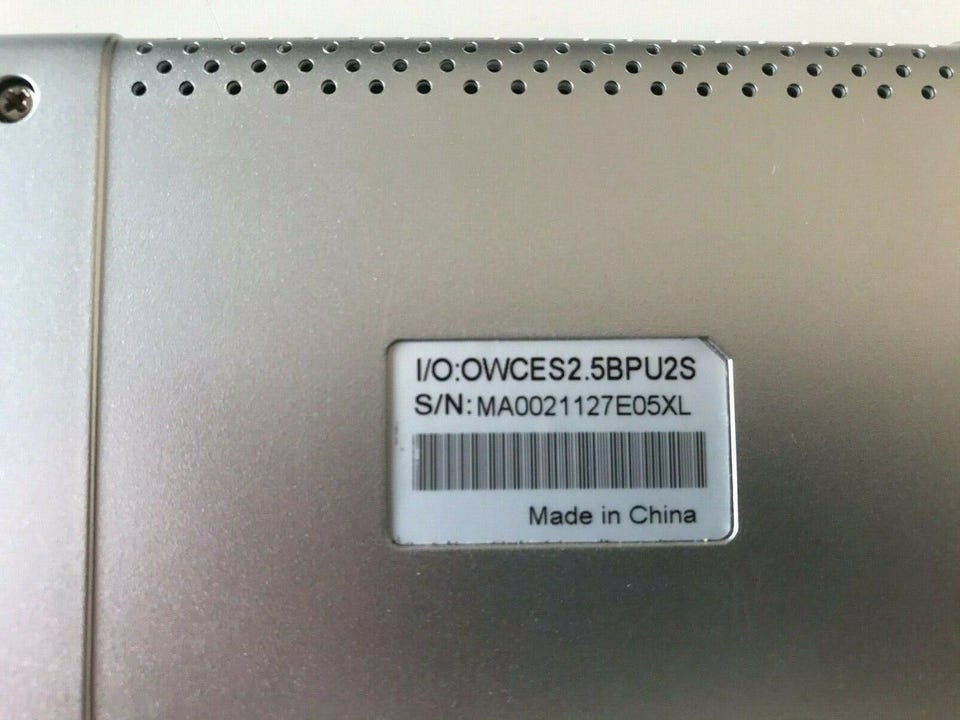 I/O:OWCES2.5BPU2S
S/N:MA0021127E05XL
Made in China